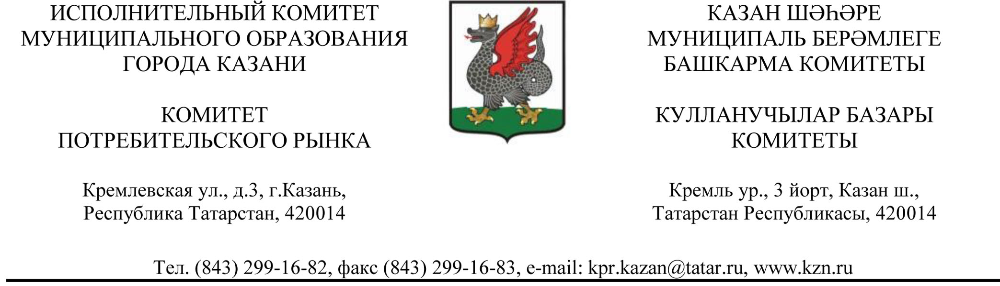 ИСПОЛНИТЕЛЬНЫЙ КОМИТЕТ
МУНИЦИПАЛЬНОГО ОБРАЗОВАНИЯ
ГОРОДА КАЗАНИ
КОМИТЕТ
ПОТРЕБИТЕЛЬСКОГО РЫНКА
Кремлевская ул., д.3, г.Казань,
Республика Татарстан, 420014
КАЗАН ШӘҺӘРЕ
МУНИЦИПАЛЬ БЕРӘМЛЕГЕ
БАШКАРМА КОМИТЕТЫ
КУЛЛАНУЧЫЛАР БАЗАРЫ
КОМИТЕТЫ
Кремль ур., 3 йорт, Казан ш.,
Татарстан Республикасы, 420014
Тел. (843) 299-16-82, факс (843) 299-16-83, e-mail: kpr.kazan@tatar.ru, www.kzn.ru